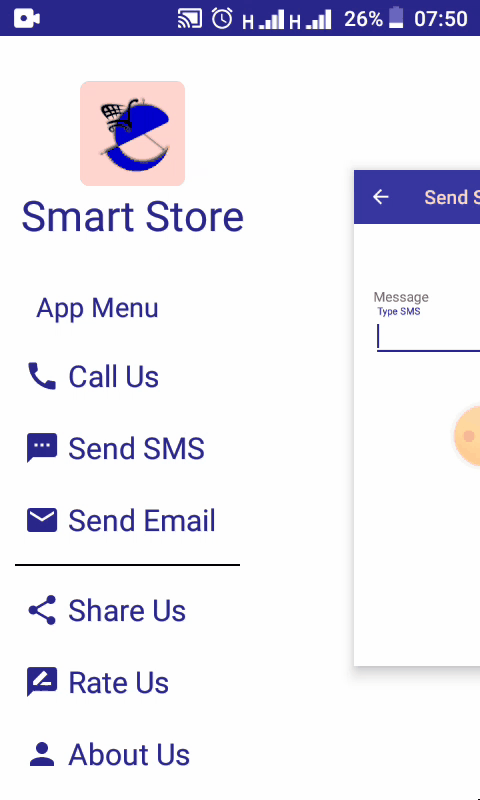 H H 26% 07:50
Smart Store
App Menu
Call Us
Send SMS
Send Email
Share Us
Rate Us
About Us
Send S
Message
Type SMS